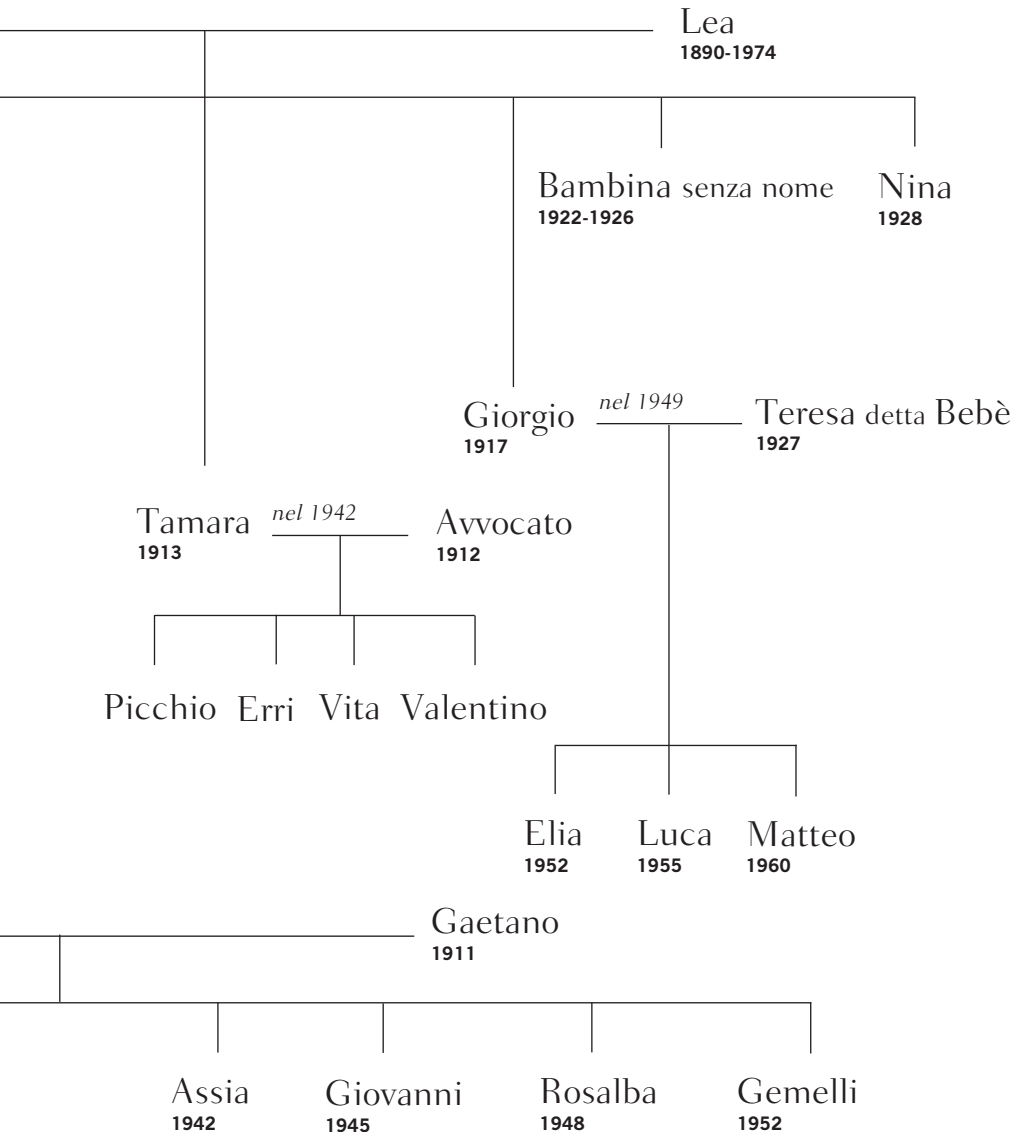 Lea
1890-1974
Bambina senza nome
1922-1926
Nina
1928
Giorgio
1917
nel 1949
Teresa detta Bebè
1927
Tamara
1913
nel 1942
Avvocato
1912
Picchio Erri Vita Valentino
Elia
1952
Luca
1955
Matteo
1960
Gaetano
1911
Assia
1942
Giovanni
1945
Rosalba
1948
Gemelli
1952